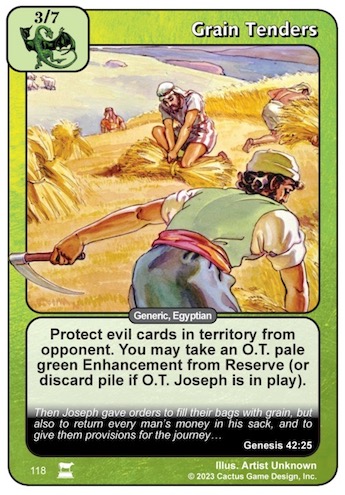 3/7
Grain Tenders
Generic, Egyptian
Protect evil cards in territory from
opponent. You may take an O.T. pale
green Enhancement from Reserve (or
discard pile if O.T. Joseph is in play).
Then Joseph gave orders to fill their bags with grain, but
also to return every man's money in his sack, and to
give them provisions for the journey…
Genesis 42:25
Illus. Artist Unknown
118
© 2023 Cactus Game Design, Inc.